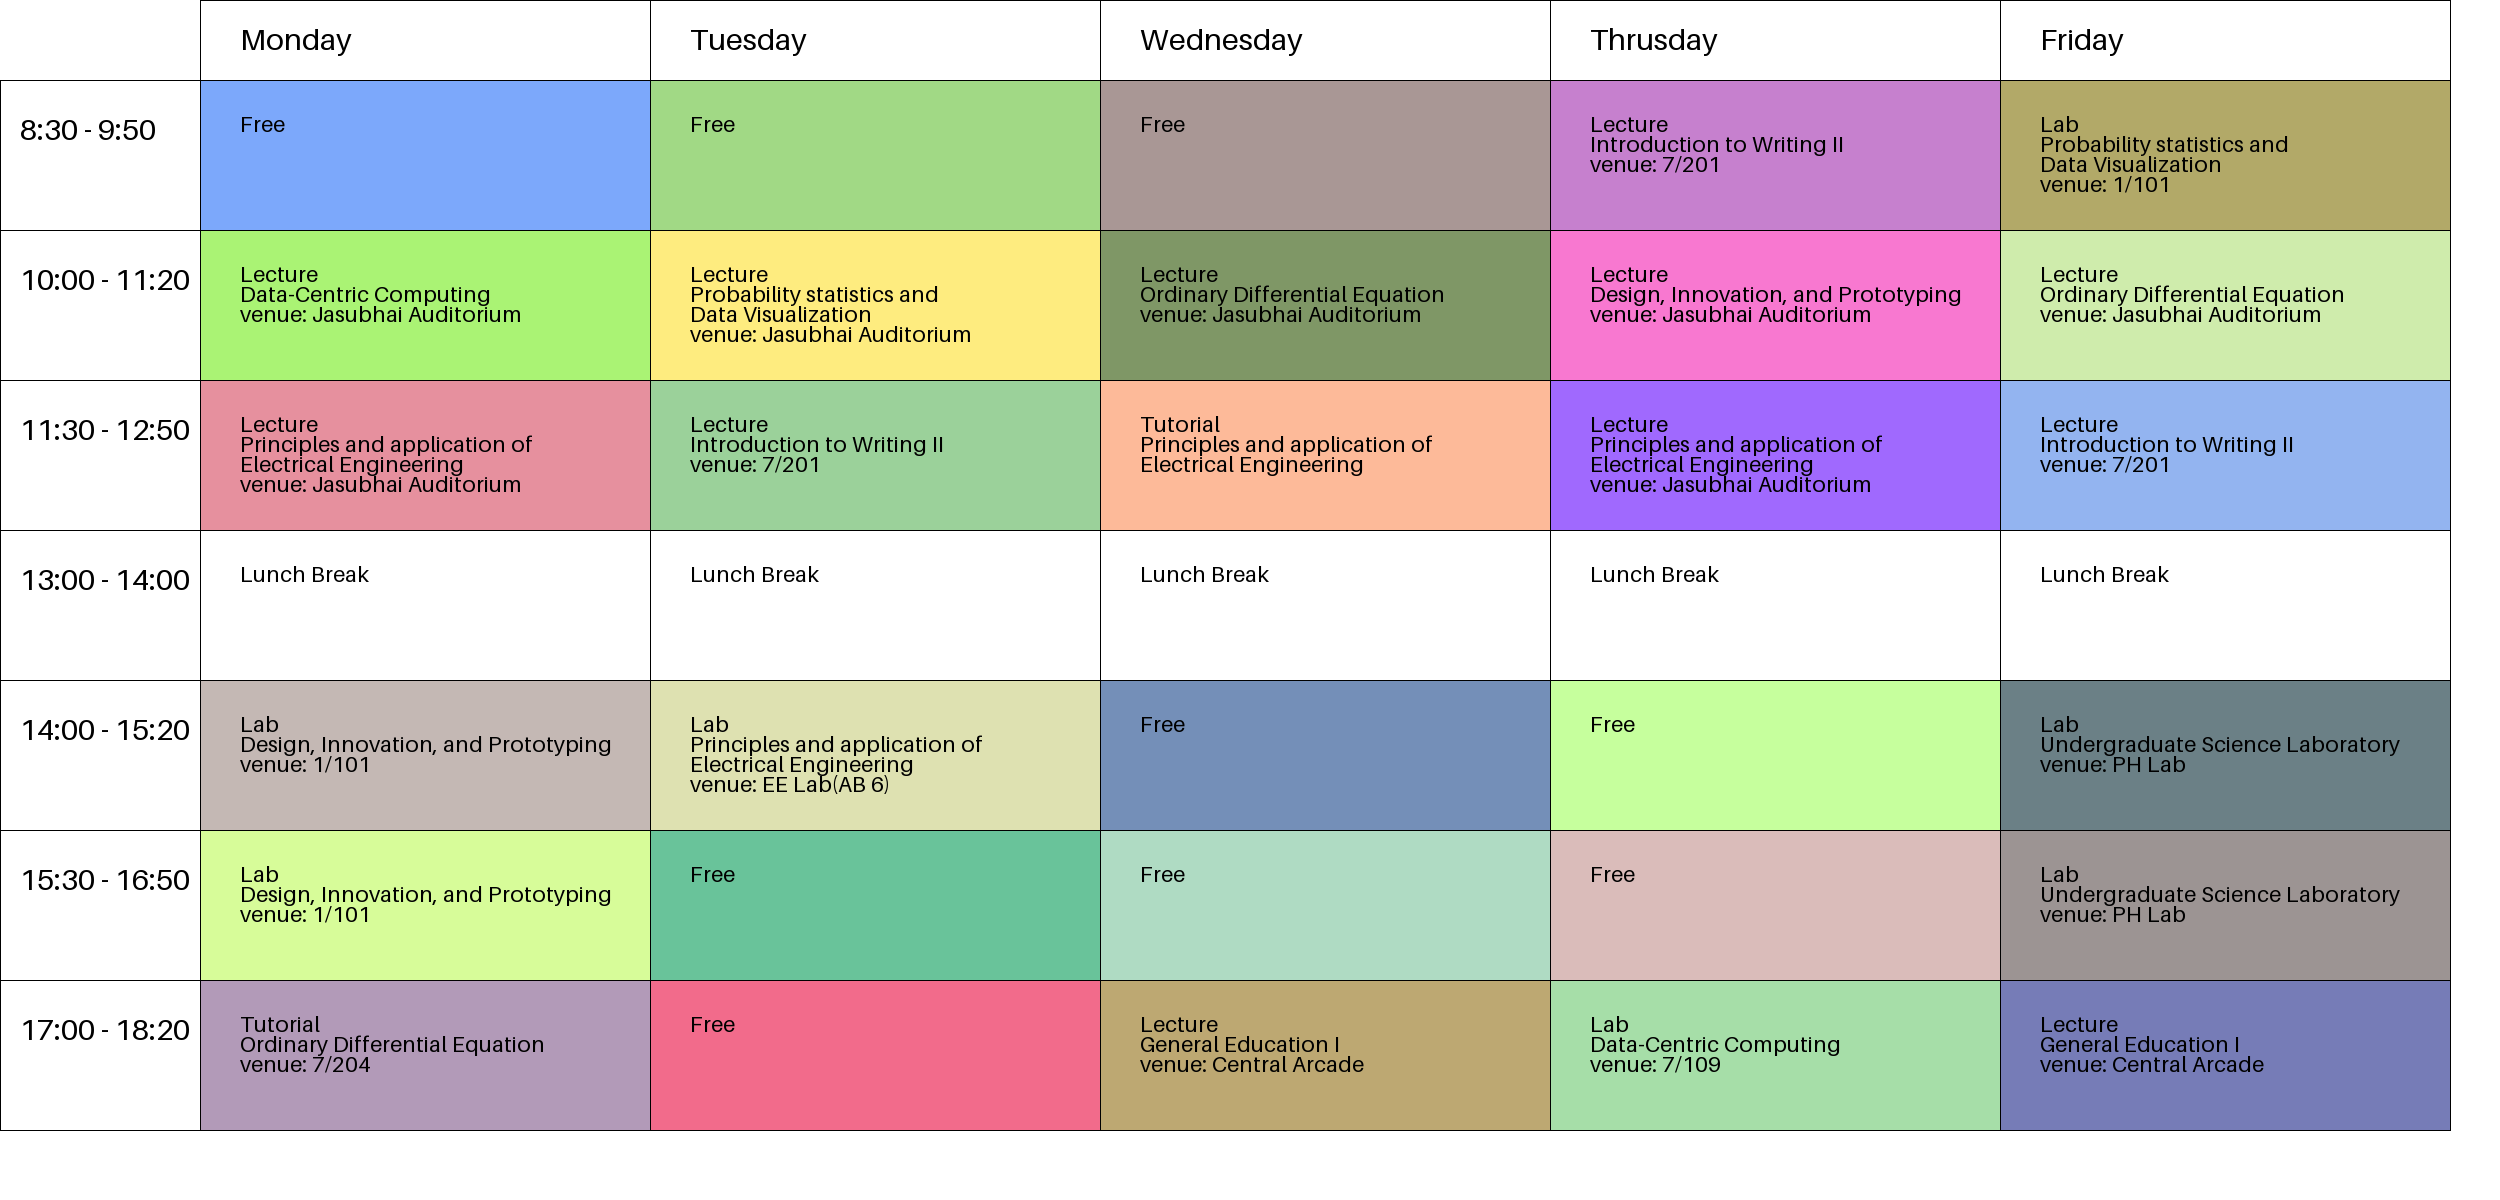 Monday
Tuesday
Wednesday
Thrusday
Friday
8:30 - 9:50
Free
Free
Free
Lecture
Introduction to Writing II
venue: 7/201
Lab
Probability statistics and
Data Visualization
venue: 1/101
10:00 - 11:20
Lecture
Data-Centric Computing
venue: Jasubhai Auditorium
Lecture
Probability statistics and
Data Visualization
venue: Jasubhai Auditorium
Lecture
Ordinary Differential Equation
venue: Jasubhai Auditorium
Lecture
Design, Innovation, and Prototyping
venue: Jasubhai Auditorium
Lecture
Ordinary Differential Equation
venue: Jasubhai Auditorium
11:30 - 12:50
Lecture
Principles and application of
Electrical Engineering
venue: Jasubhai Auditorium
Lecture
Introduction to Writing II
venue: 7/201
Tutorial
Principles and application of
Electrical Engineering
Lecture
Principles and application of
Electrical Engineering
venue: Jasubhai Auditorium
Lecture
Introduction to Writing II
venue: 7/201
13:00 - 14:00
Lunch Break
Lunch Break
Lunch Break
Lunch Break
Lunch Break
14:00 - 15:20
Lab
Design, Innovation, and Prototyping
venue: 1/101
Lab
Principles and application of
Electrical Engineering
venue: EE Lab(AB 6)
Free
Free
Lab
Undergraduate Science Laboratory
venue: PH Lab
15:30 - 16:50
Lab
Design, Innovation, and Prototyping
venue: 1/101
Free
Free
Free
Lab
Undergraduate Science Laboratory
venue: PH Lab
17:00 - 18:20
Tutorial
Ordinary Differential Equation
venue: 7/204
Free
Lecture
General Education I
venue: Central Arcade
Lab
Data-Centric Computing
venue: 7/109
Lecture
General Education I
venue: Central Arcade